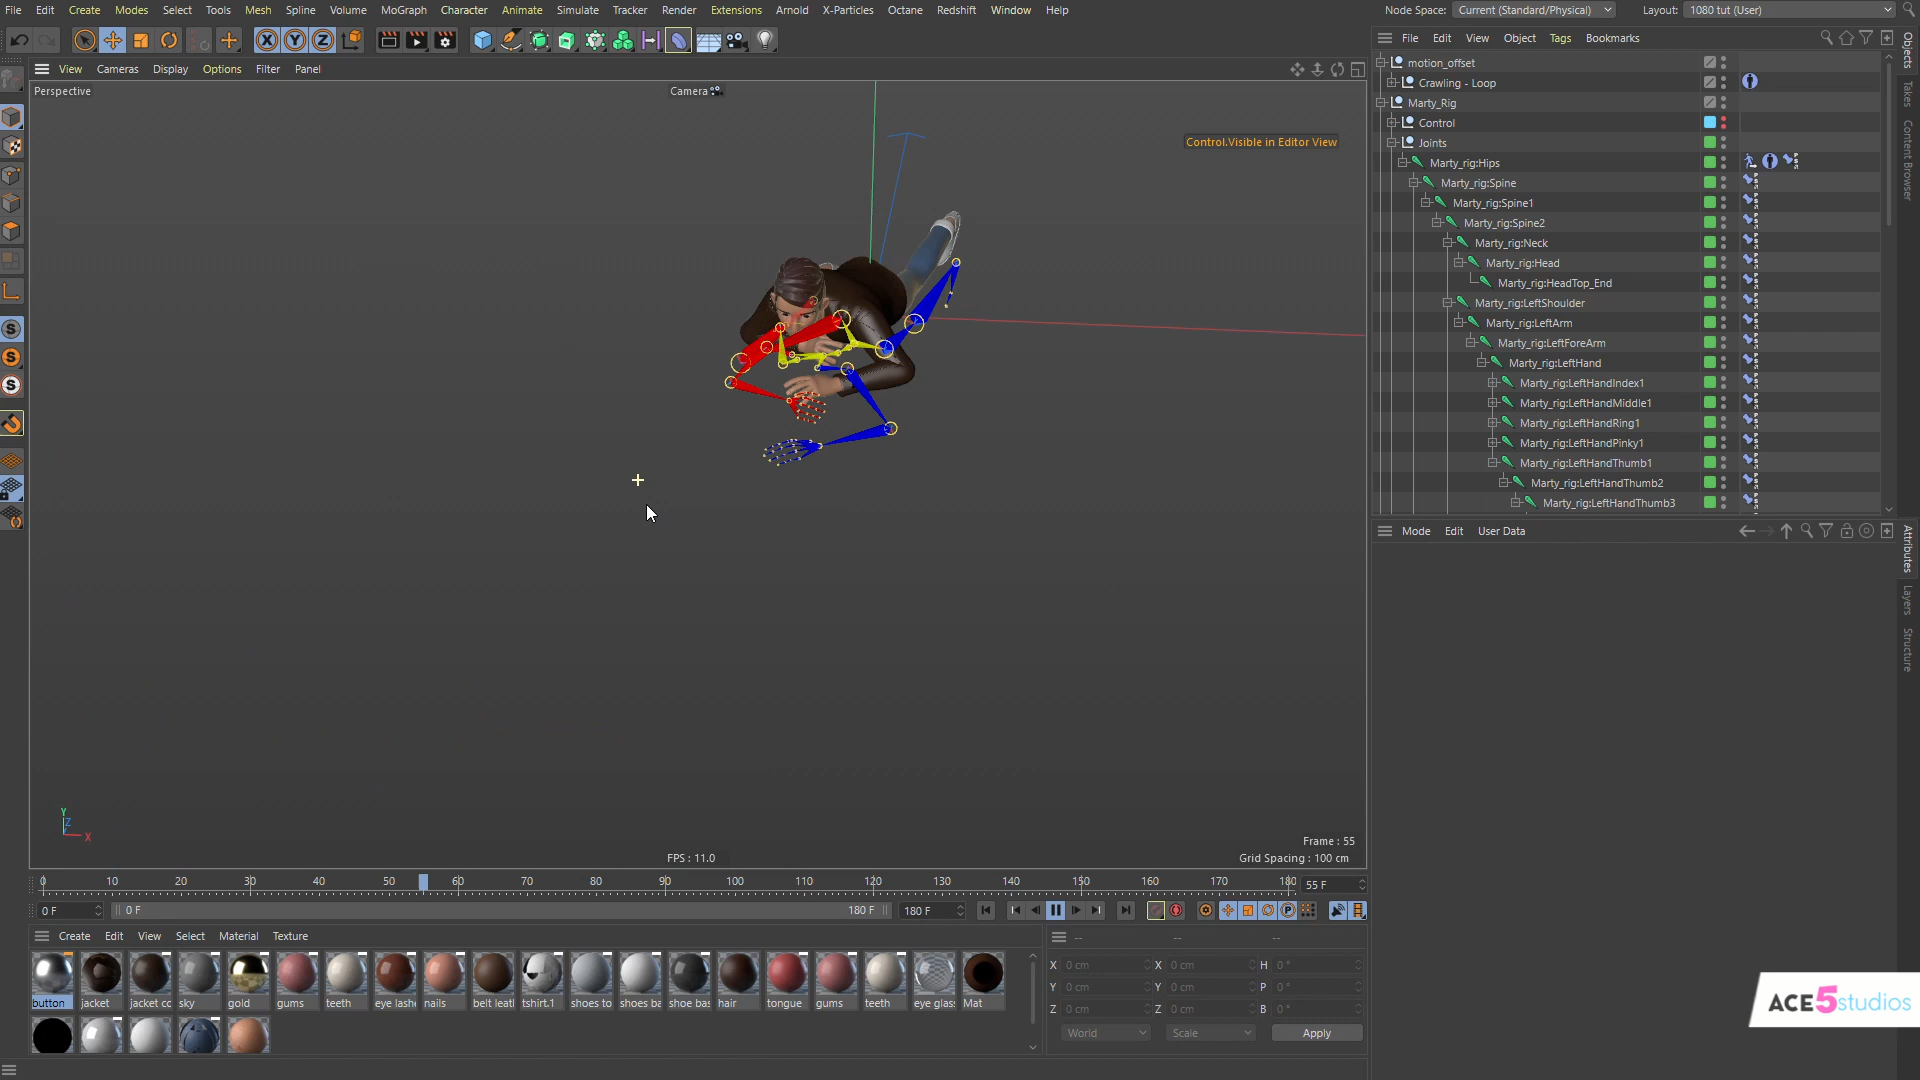 File Edit Create Modes Select Tools Mesh Spline Volume MoGraph Character Animate Simulate Tracker Render Extensions Arnold X-Particles Octane Redshift Window Help
Node Space: Current (Standard/Physical) Layout: 1080 tut (User)
File Edit View Object Tags Bookmarks
View Cameras Display Options Filter Panel
Perspective
Camera
Control.Visible in Editor View
motion_offset
Crawling - Loop
Marty_Rig
Control
Joints
Marty_rig:Hips
Marty_rig:Spine
Marty_rig:Spine1
Marty_rig:Spine2
Marty_rig:Neck
Marty_rig:Head
Marty_rig:HeadTop_End
Marty_rig:LeftShoulder
Marty_rig:LeftArm
Marty_rig:LeftForeArm
Marty_rig:LeftHand
Marty_rig:LeftHandIndex1
Marty_rig:LeftHandMiddle1
Marty_rig:LeftHandRing1
Marty_rig:LeftHandPinky1
Marty_rig:LeftHandThumb1
Marty_rig:LeftHandThumb2
Marty_rig:LeftHandThumb3
Objects
Takes
Content Browser
Mode Edit User Data
Attributes
Layers
Structure
Y
Z
X
FPS : 11.0
Frame : 55
Grid Spacing : 100 cm
0 10 20 30 40 50 60 70 80 90 100 110 120 130 140 150 160 170 180
55 F
0 F
0 F
180 F
180 F
Create Edit View Select Material Texture
button jacket jacket cc sky gold gums teeth eye lashe nails belt leatl tshirt.1 shoes to shoes ba shoe bas hair tongue gums teeth eye glas Mat
-- -- --
X 0 cm X 0 cm H 0 °
Y 0 cm Y 0 cm P 0 °
Z 0 cm Z 0 cm B 0 °
World Scale Apply
ACE5studios